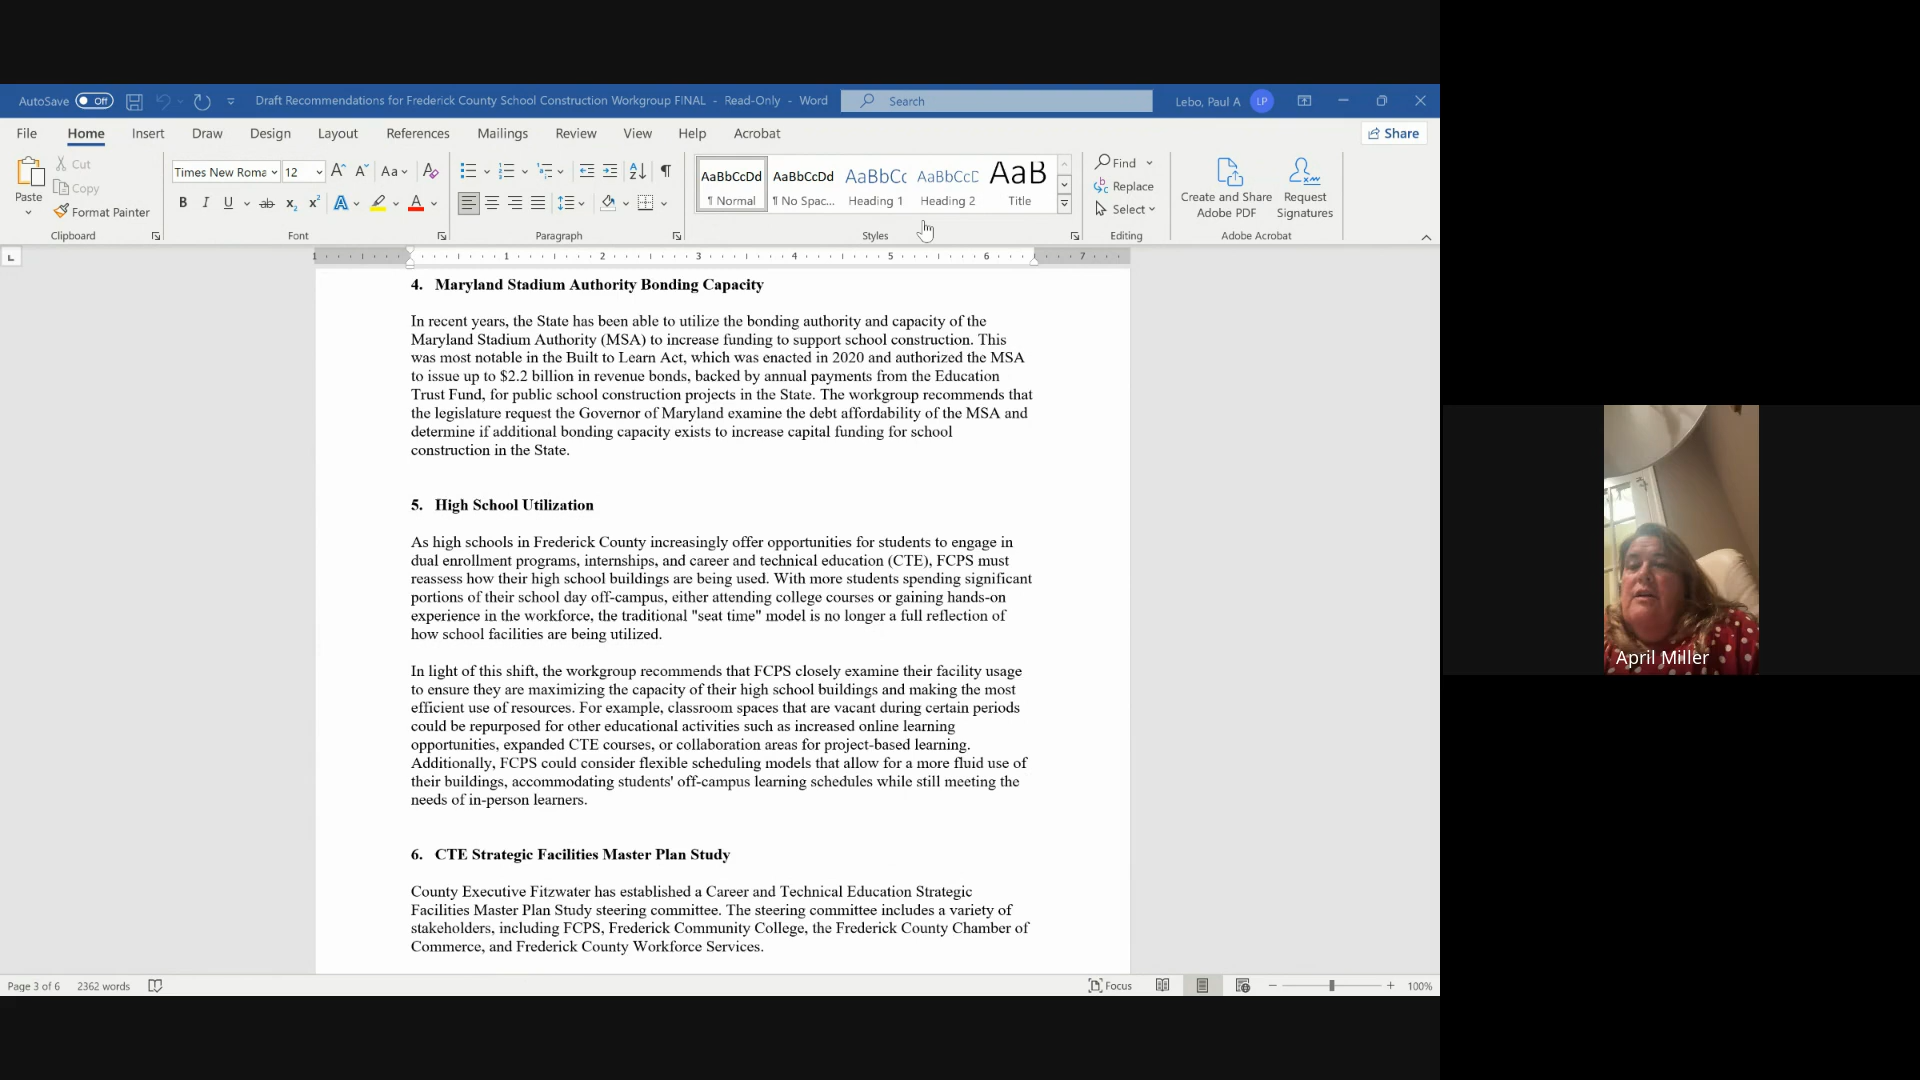 AutoSave Off Draft Recommendations for Frederick County School Construction Workgroup FINAL - Read-Only - Word Search Lebo, Paul A LP
File Home Insert Draw Design Layout References Mailings Review View Help Acrobat Share
Paste Cut Copy Format Painter
Times New Roma 12 Aa
B I U ab x₂ x² A A
AaBbCcDd AaBbCcDd AaBbCc AaBbCcD AaB
¶ Normal ¶ No Spac... Heading 1 Heading 2 Title
Find Replace Select
Create and Share Adobe PDF Request Signatures
Clipboard Font Paragraph Styles Editing Adobe Acrobat
1 1 2 3 4 5 6 7
4. Maryland Stadium Authority Bonding Capacity
In recent years, the State has been able to utilize the bonding authority and capacity of the
Maryland Stadium Authority (MSA) to increase funding to support school construction. This
was most notable in the Built to Learn Act, which was enacted in 2020 and authorized the MSA
to issue up to $2.2 billion in revenue bonds, backed by annual payments from the Education
Trust Fund, for public school construction projects in the State. The workgroup recommends that
the legislature request the Governor of Maryland examine the debt affordability of the MSA and
determine if additional bonding capacity exists to increase capital funding for school
construction in the State.
5. High School Utilization
As high schools in Frederick County increasingly offer opportunities for students to engage in
dual enrollment programs, internships, and career and technical education (CTE), FCPS must
reassess how their high school buildings are being used. With more students spending significant
portions of their school day off-campus, either attending college courses or gaining hands-on
experience in the workforce, the traditional "seat time" model is no longer a full reflection of
how school facilities are being utilized.
In light of this shift, the workgroup recommends that FCPS closely examine their facility usage
to ensure they are maximizing the capacity of their high school buildings and making the most
efficient use of resources. For example, classroom spaces that are vacant during certain periods
could be repurposed for other educational activities such as increased online learning
opportunities, expanded CTE courses, or collaboration areas for project-based learning.
Additionally, FCPS could consider flexible scheduling models that allow for a more fluid use of
their buildings, accommodating students' off-campus learning schedules while still meeting the
needs of in-person learners.
6. CTE Strategic Facilities Master Plan Study
County Executive Fitzwater has established a Career and Technical Education Strategic
Facilities Master Plan Study steering committee. The steering committee includes a variety of
stakeholders, including FCPS, Frederick Community College, the Frederick County Chamber of
Commerce, and Frederick County Workforce Services.
Page 3 of 6 2362 words Focus 100%
April Miller